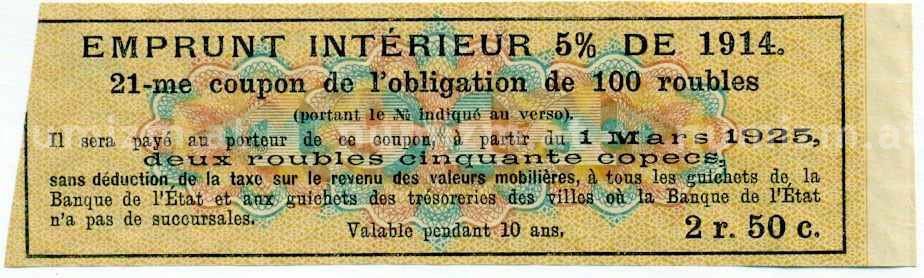 EMPRUNT INTÉRIEUR 5% DE 1914.
21-me coupon de l'obligation de 100 roubles
(portant le № indiqué au verso).
Il sera payé au porteur de ce coupon, à partir du 1 Mars 1925,
deux roubles cinquante copecs,
sans déduction de la taxe sur le revenu des valeurs mobilières, à tous les guichets de la
Banque de l'État et aux guichets des trésoreries des villes où la Banque de l'État
n'a pas de succursales.
Valable pendant 10 ans.
2 r. 50 c.